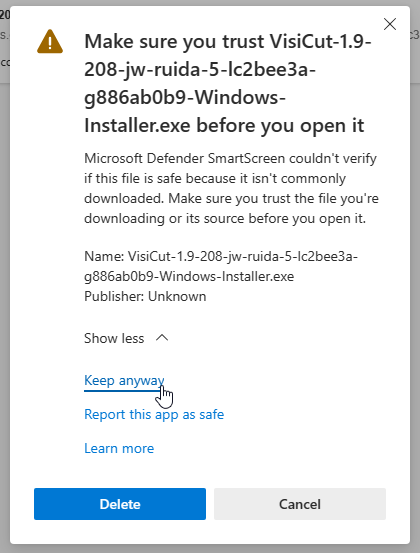 Make sure you trust VisiCut-1.9-
208-jw-ruida-5-lc2bee3a-
g886ab0b9-Windows-
Installer.exe before you open it
Microsoft Defender SmartScreen couldn't verify
if this file is safe because it isn't commonly
downloaded. Make sure you trust the file you're
downloading or its source before you open it.
Name: VisiCut-1.9-208-jw-ruida-5-lc2bee3a-
g886ab0b9-Windows-Installer.exe
Publisher: Unknown
Show less
Keep anyway
Report this app as safe
Learn more
Delete
Cancel